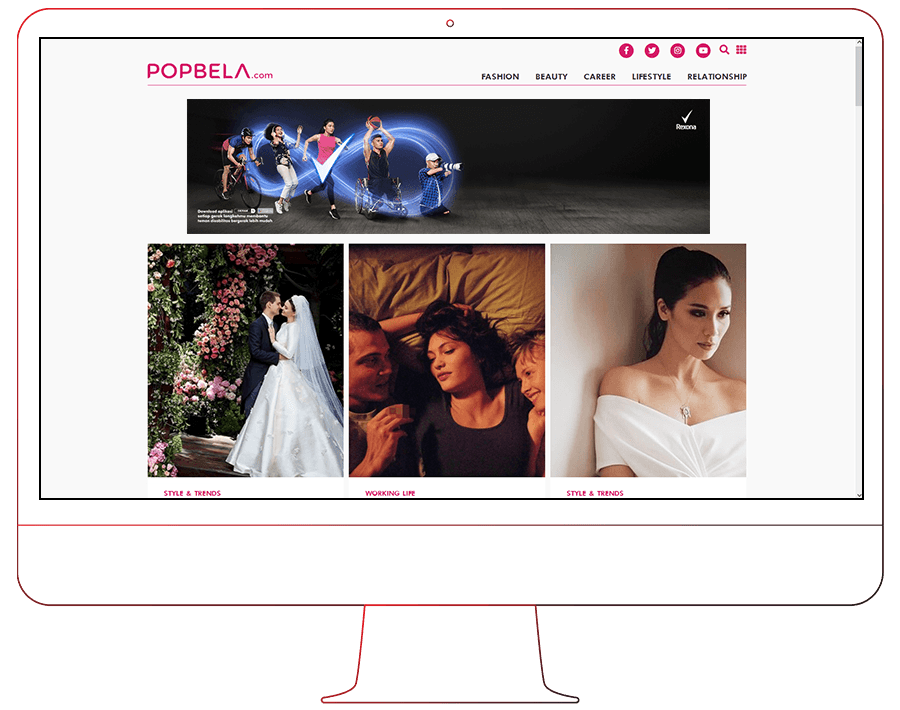 POPBELA.com
FASHION BEAUTY CAREER LIFESTYLE RELATIONSHIP
Rexona
Download aplikasi
setiap gerak langkahmu membantu
teman disabilitas bergerak lebih mudah.
STYLE & TRENDS
WORKING LIFE
STYLE & TRENDS